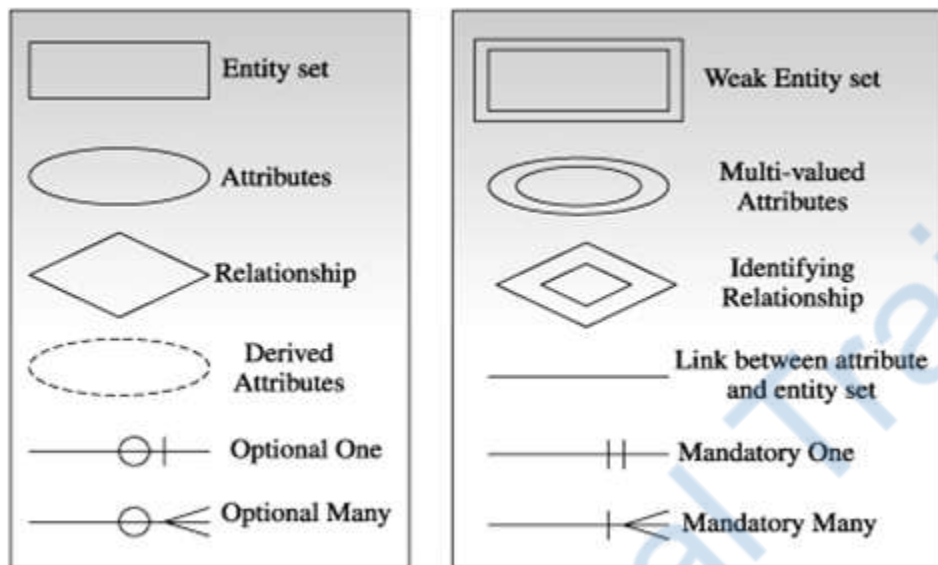 Entity set
Attributes
Relationship
Derived
Attributes
Optional One
Optional Many
Weak Entity set
Multi-valued
Attributes
Identifying
Relationship
Link between attribute
and entity set
Mandatory One
Mandatory Many